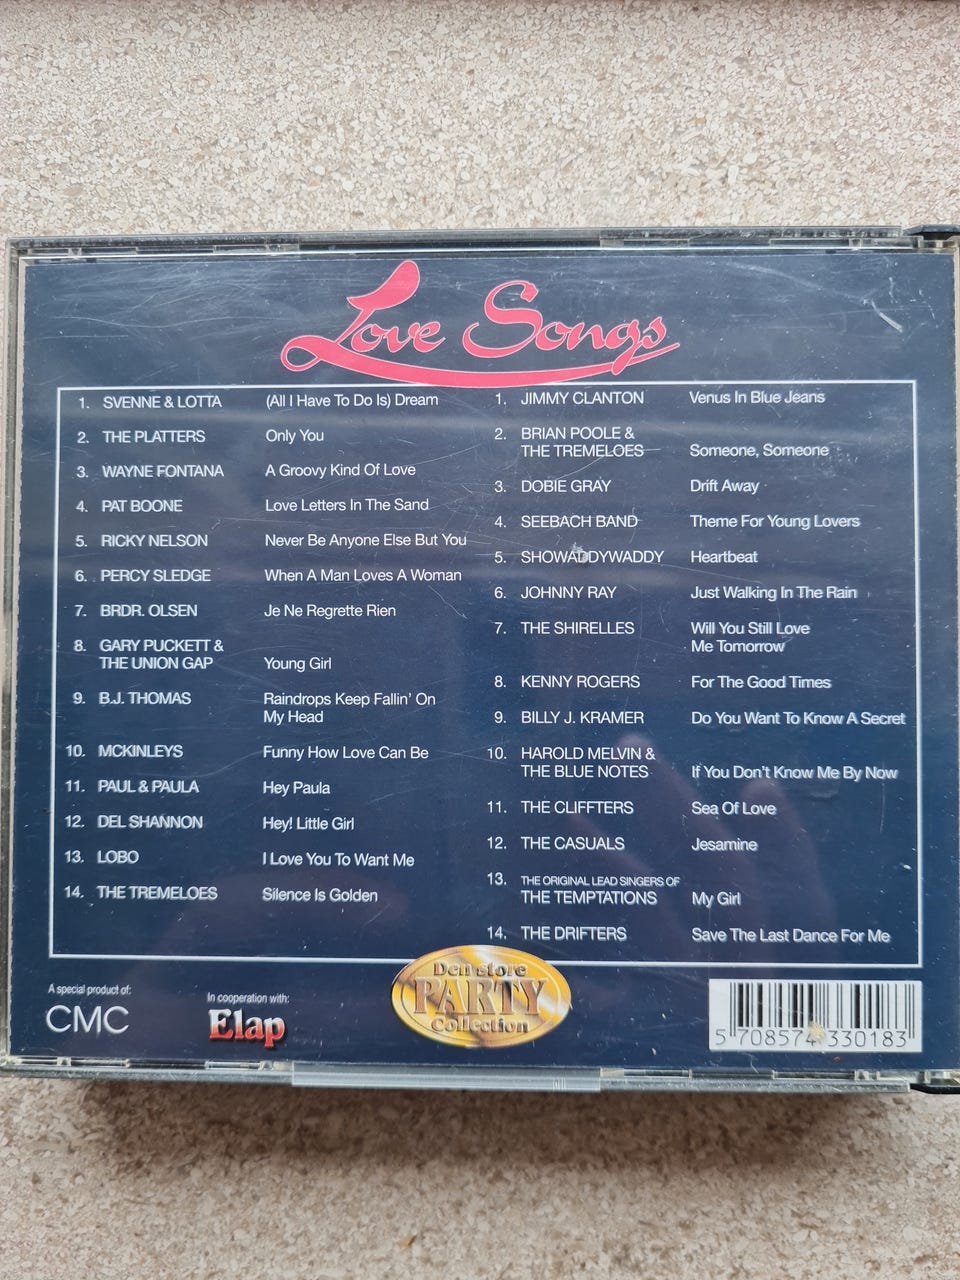 Love Songs
1. SVENNE & LOTTA (All I Have To Do Is) Dream
2. THE PLATTERS Only You
3. WAYNE FONTANA A Groovy Kind Of Love
4. PAT BOONE Love Letters In The Sand
5. RICKY NELSON Never Be Anyone Else But You
6. PERCY SLEDGE When A Man Loves A Woman
7. BRDR. OLSEN Je Ne Regrette Rien
8. GARY PUCKETT &
THE UNION GAP Young Girl
9. B.J. THOMAS Raindrops Keep Fallin' On
My Head
10. MCKINLEYS Funny How Love Can Be
11. PAUL & PAULA Hey Paula
12. DEL SHANNON Hey! Little Girl
13. LOBO I Love You To Want Me
14. THE TREMELOES Silence Is Golden
1. JIMMY CLANTON Venus In Blue Jeans
2. BRIAN POOLE &
THE TREMELOES Someone, Someone
3. DOBIE GRAY Drift Away
4. SEEBACH BAND Theme For Young Lovers
5. SHOWADDYWADDY Heartbeat
6. JOHNNY RAY Just Walking In The Rain
7. THE SHIRELLES Will You Still Love
Me Tomorrow
8. KENNY ROGERS For The Good Times
9. BILLY J. KRAMER Do You Want To Know A Secret
10. HAROLD MELVIN &
THE BLUE NOTES If You Don't Know Me By Now
11. THE CLIFFTERS Sea Of Love
12. THE CASUALS Jesamine
13. THE ORIGINAL LEAD SINGERS OF
THE TEMPTATIONS My Girl
14. THE DRIFTERS Save The Last Dance For Me
A special product of:
CMC
In cooperation with:
Elap
Den store
PARTY
Collection
5 708574 330183